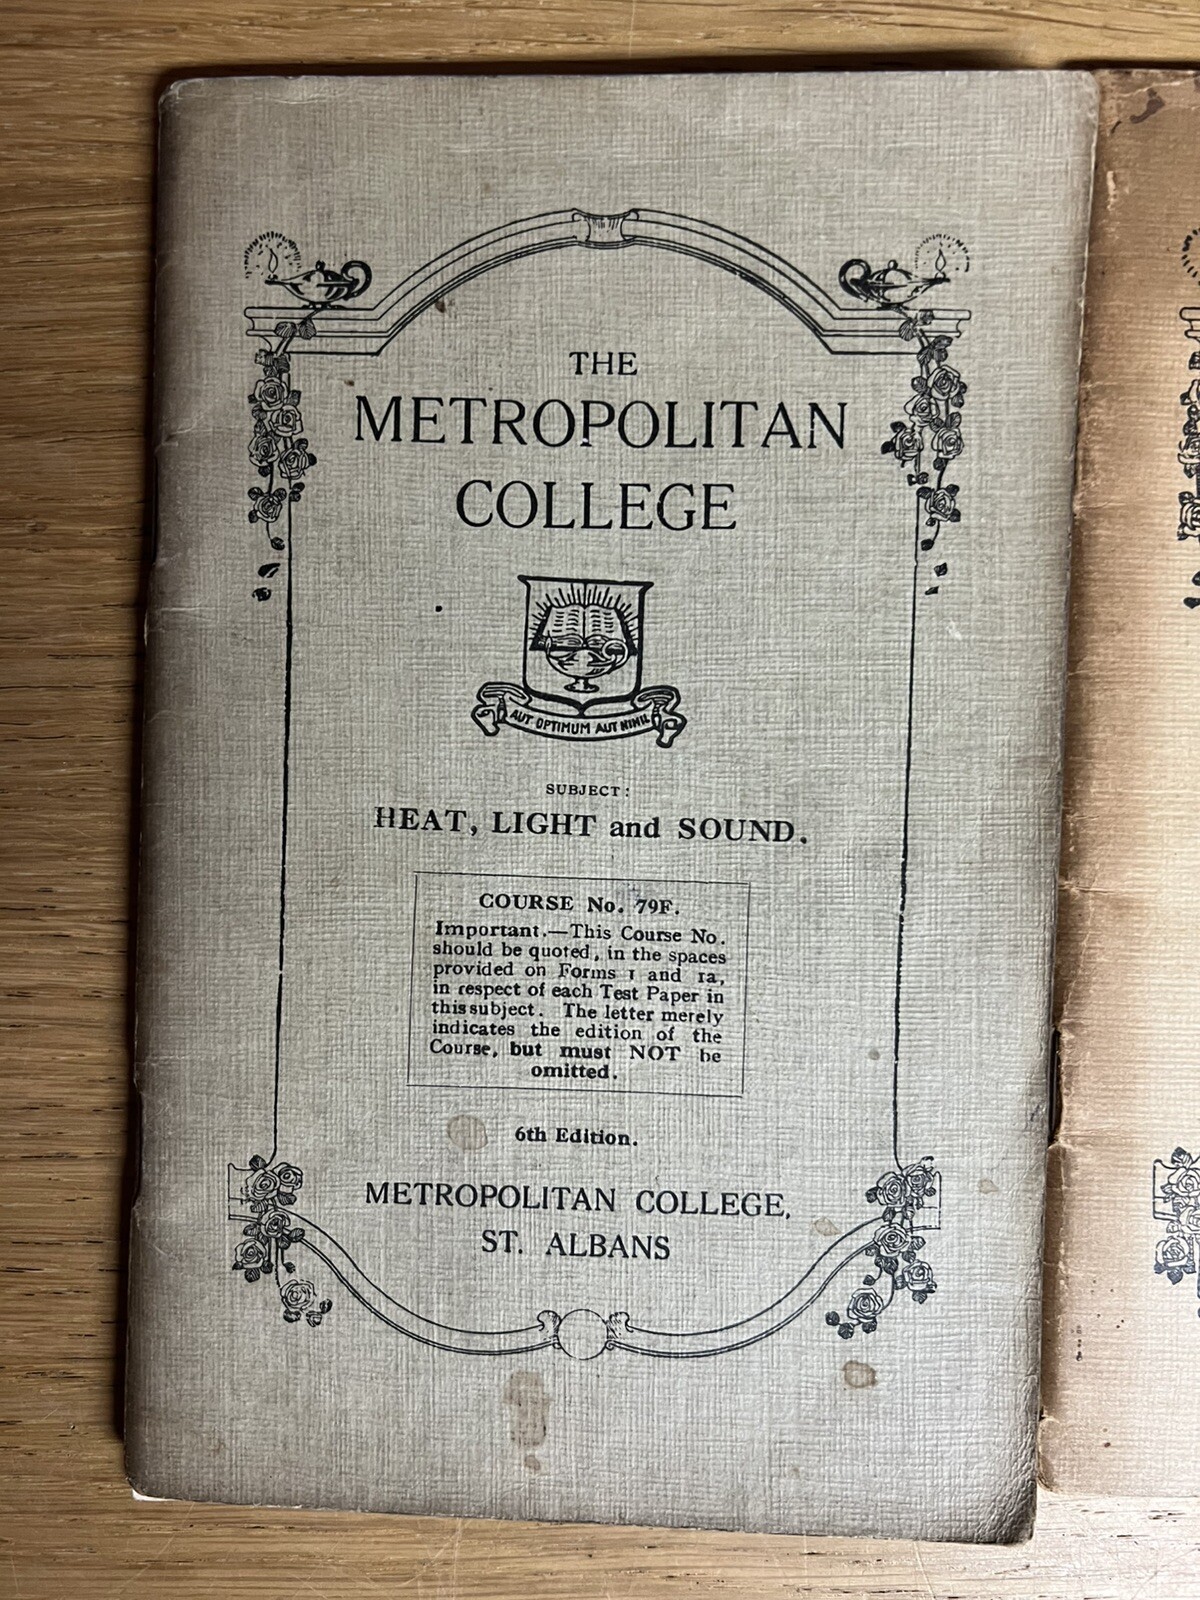 THE
METROPOLITAN
COLLEGE
AUT OPTIMUM AUT NIHIL
SUBJECT:
HEAT, LIGHT and SOUND.
COURSE No. 79F.
Important.—This Course No.
should be quoted, in the spaces
provided on Forms 1 and 1a,
in respect of each Test Paper in
this subject. The letter merely
indicates the edition of the
Course, but must NOT be
omitted.
6th Edition.
METROPOLITAN COLLEGE,
ST. ALBANS